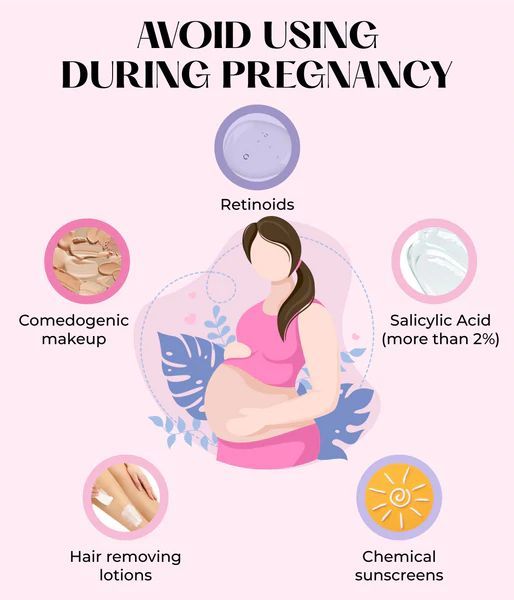 AVOID USING
DURING PREGNANCY
Retinoids
Comedogenic
makeup
Salicylic Acid
(more than 2%)
Hair removing
lotions
Chemical
sunscreens